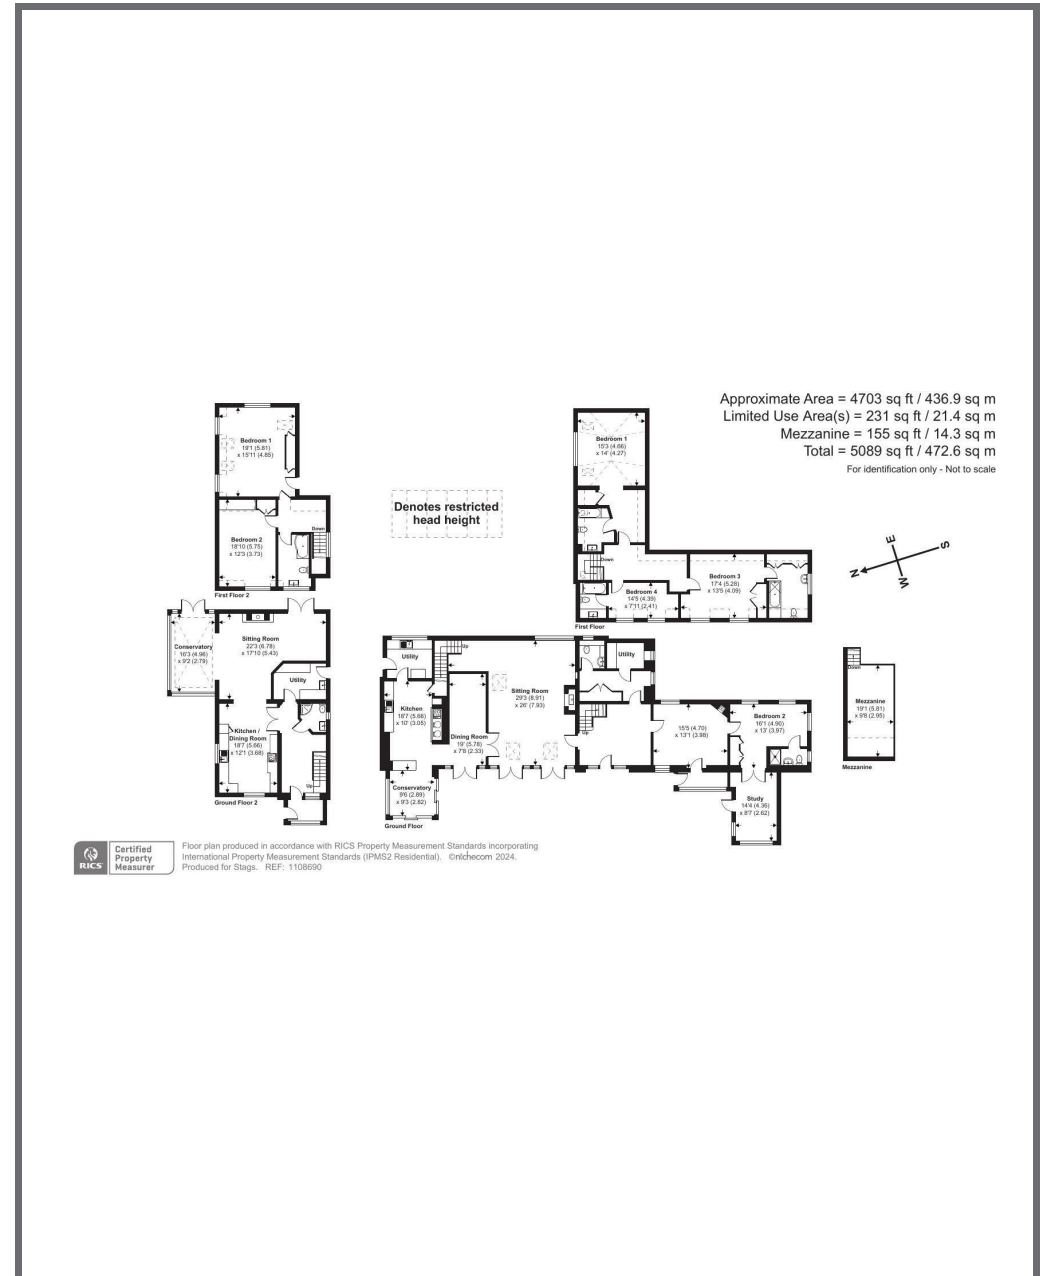 Approximate Area = 4703 sq ft / 436.9 sq m
Limited Use Area(s) = 231 sq ft / 21.4 sq m
Mezzanine = 155 sq ft / 14.3 sq m
Total = 5089 sq ft / 472.6 sq m
For identification only - Not to scale
Bedroom 1
19'1 (5.81)
x 15'11 (4.85)
Bedroom 2
18'10 (5.75)
x 12'3 (3.73)
Down
First Floor 2
Denotes restricted
head height
Bedroom 1
15'3 (4.66)
x 14' (4.27)
Down
Bedroom 3
17'4 (5.28)
x 13'5 (4.09)
Bedroom 4
14'5 (4.39)
x 7'11 (2.41)
First Floor
N
E
S
W
Conservatory
16'3 (4.96)
x 9'2 (2.79)
Sitting Room
22'3 (6.78)
x 17'10 (5.43)
Utility
Kitchen /
Dining Room
18'7 (5.66)
x 12'1 (3.68)
Up
Ground Floor 2
Utility
Up
Kitchen
18'7 (5.66)
x 10' (3.05)
Dining Room
19' (5.78)
x 7'8 (2.33)
Sitting Room
29'3 (8.91)
x 26' (7.93)
Utility
Up
15'5 (4.70)
x 13'1 (3.98)
Bedroom 2
16'1 (4.90)
x 13' (3.97)
Conservatory
9'6 (2.89)
x 9'3 (2.82)
Study
14'4 (4.36)
x 8'7 (2.62)
Ground Floor
Down
Mezzanine
19'1 (5.81)
x 9'8 (2.95)
Mezzanine
RICS
Certified
Property
Measurer
Floor plan produced in accordance with RICS Property Measurement Standards incorporating
International Property Measurement Standards (IPMS2 Residential). ©nichecom 2024.
Produced for Stags. REF: 1108690